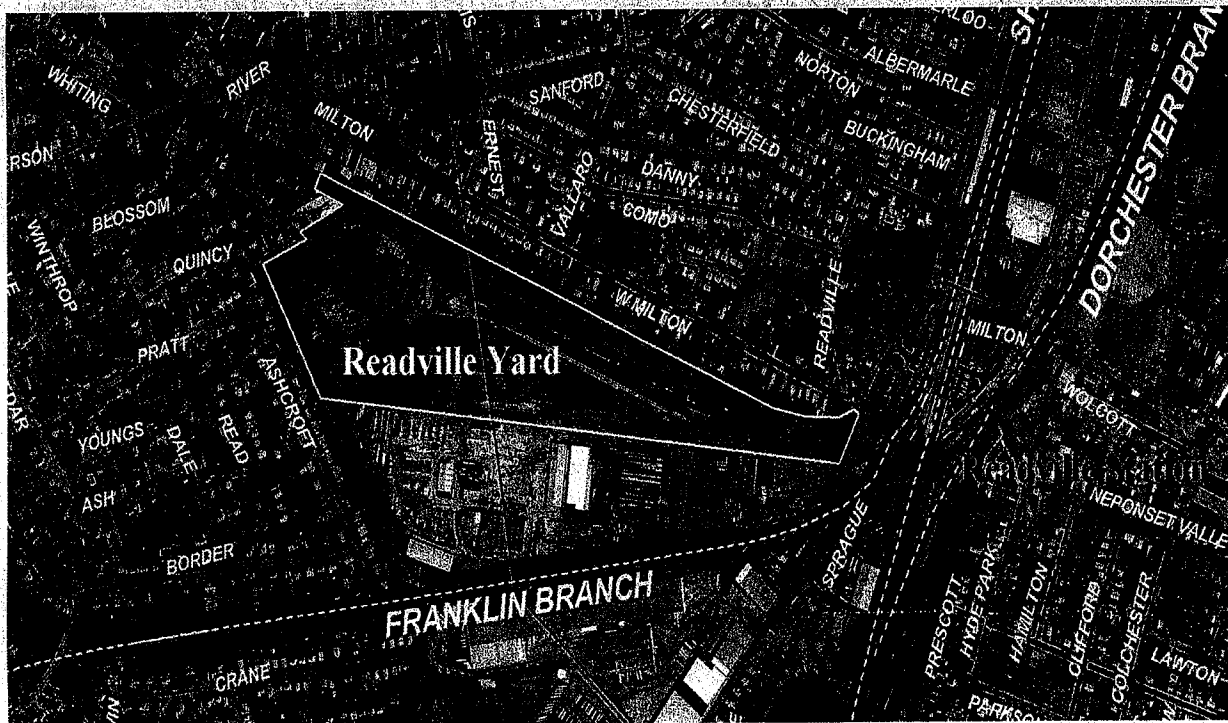 WHITING
RIVER
MILTON
SANFORD
ERNEST
VALLARO
CHESTERFIELD
DANNY
COMO
NORTON
ALBERMARLE
BUCKINGHAM
DORCHESTER BRAN
ERSON
BLOSSOM
WINTHROP
QUINCY
PRATT
ASHCROFT
Readville Yard
W MILTON
READVILLE
MILTON
WOLCOTT
Readville Station
NEPONSET VALLE
YOUNGS
DALE
READ
ASH
BORDER
FRANKLIN BRANCH
SPRAGUE
PRESCOTT
HYDE PARK
HAMILTON
CLIFFORD
COLCHESTER
LAWTON
CRANE
PARKSO